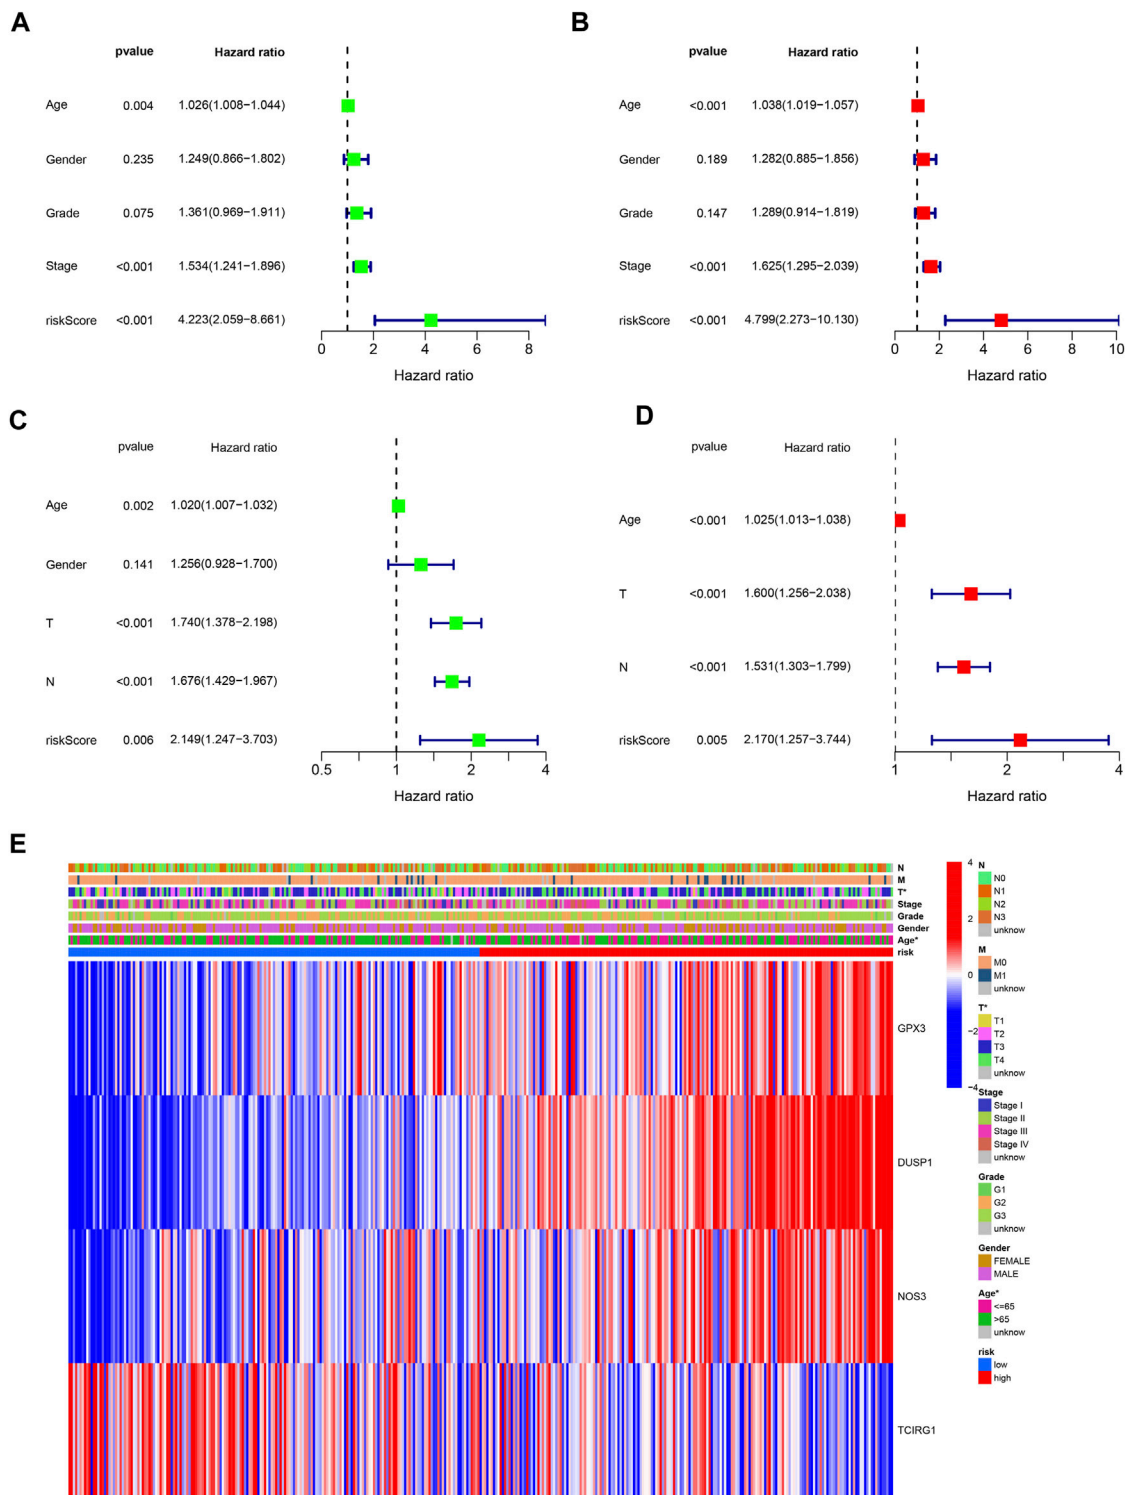 A
pvalue Hazard ratio
Age 0.004 1.026(1.008−1.044)
Gender 0.235 1.249(0.866−1.802)
Grade 0.075 1.361(0.969−1.911)
Stage <0.001 1.534(1.241−1.896)
riskScore <0.001 4.223(2.059−8.661)
0 2 4 6 8
Hazard ratio
B
pvalue Hazard ratio
Age <0.001 1.038(1.019−1.057)
Gender 0.189 1.282(0.885−1.856)
Grade 0.147 1.289(0.914−1.819)
Stage <0.001 1.625(1.295−2.039)
riskScore <0.001 4.799(2.273−10.130)
0 2 4 6 8 10
Hazard ratio
C
pvalue Hazard ratio
Age 0.002 1.020(1.007−1.032)
Gender 0.141 1.256(0.928−1.700)
T <0.001 1.740(1.378−2.198)
N <0.001 1.676(1.429−1.967)
riskScore 0.006 2.149(1.247−3.703)
0.5 1 2 4
Hazard ratio
D
pvalue Hazard ratio
Age <0.001 1.025(1.013−1.038)
T <0.001 1.600(1.256−2.038)
N <0.001 1.531(1.303−1.799)
riskScore 0.005 2.170(1.257−3.744)
1 2 4
Hazard ratio
E
N
M
T*
Stage
Grade
Gender
Age*
risk
GPX3
DUSP1
NOS3
TCIRG1
4
2
0
−2
−4
N
N0
N1
N2
N3
unknow
M
M0
M1
unknow
T*
T1
T2
T3
T4
unknow
Stage
Stage I
Stage II
Stage III
Stage IV
unknow
Grade
G1
G2
G3
unknow
Gender
FEMALE
MALE
Age*
<=65
>65
unknow
risk
low
high